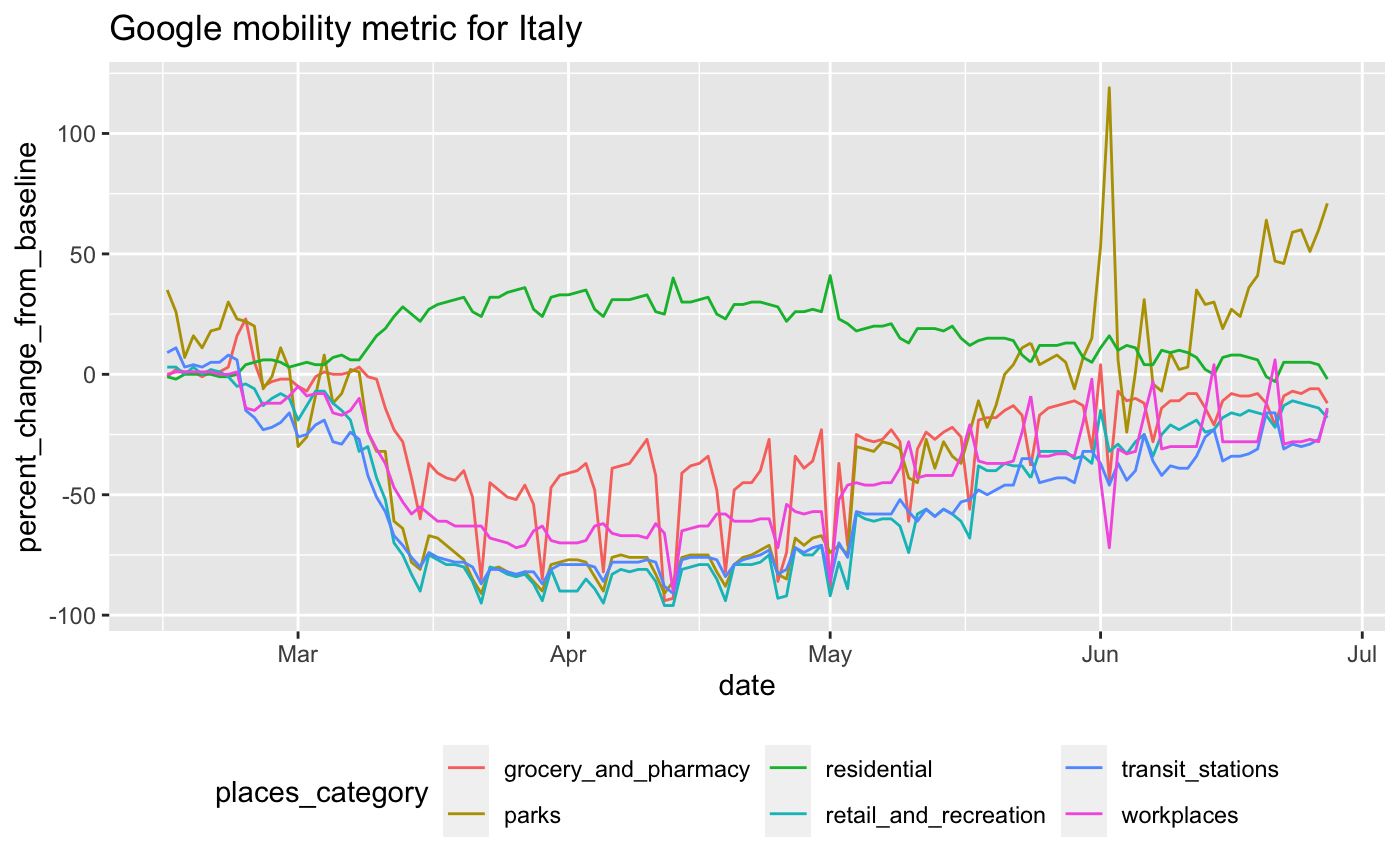 Google mobility metric for Italy
percent_change_from_baseline
100
50
0
-50
-100
Mar Apr May Jun Jul
date
places_category
grocery_and_pharmacy residential transit_stations
parks retail_and_recreation workplaces